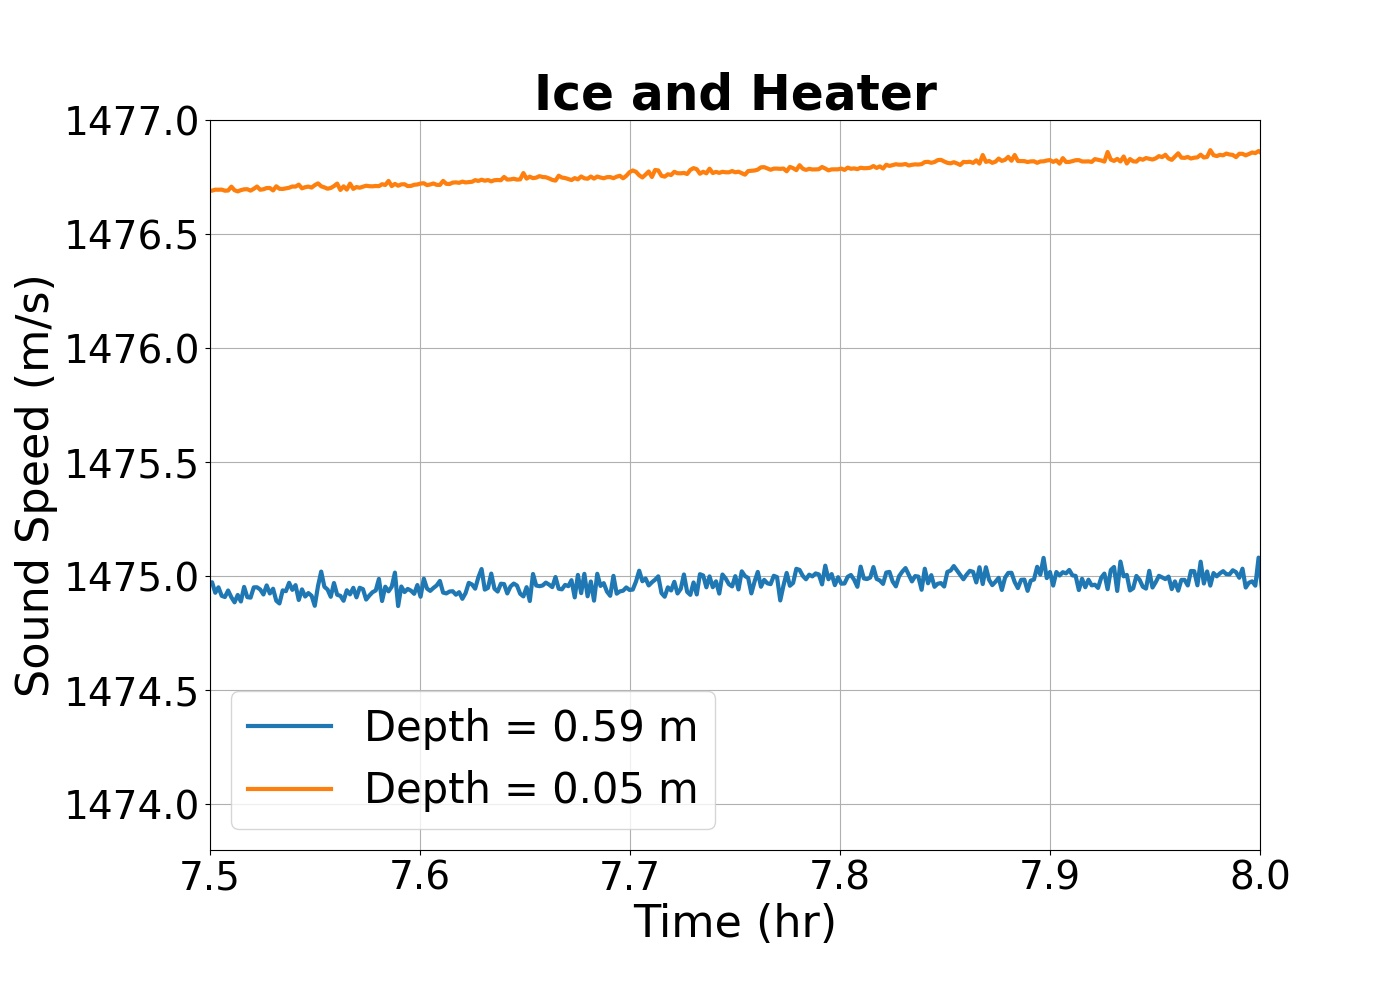 Ice and Heater
1477.0
1476.5
1476.0
1475.5
1475.0
1474.5
1474.0
Sound Speed (m/s)
Depth = 0.59 m
Depth = 0.05 m
7.5 7.6 7.7 7.8 7.9 8.0
Time (hr)